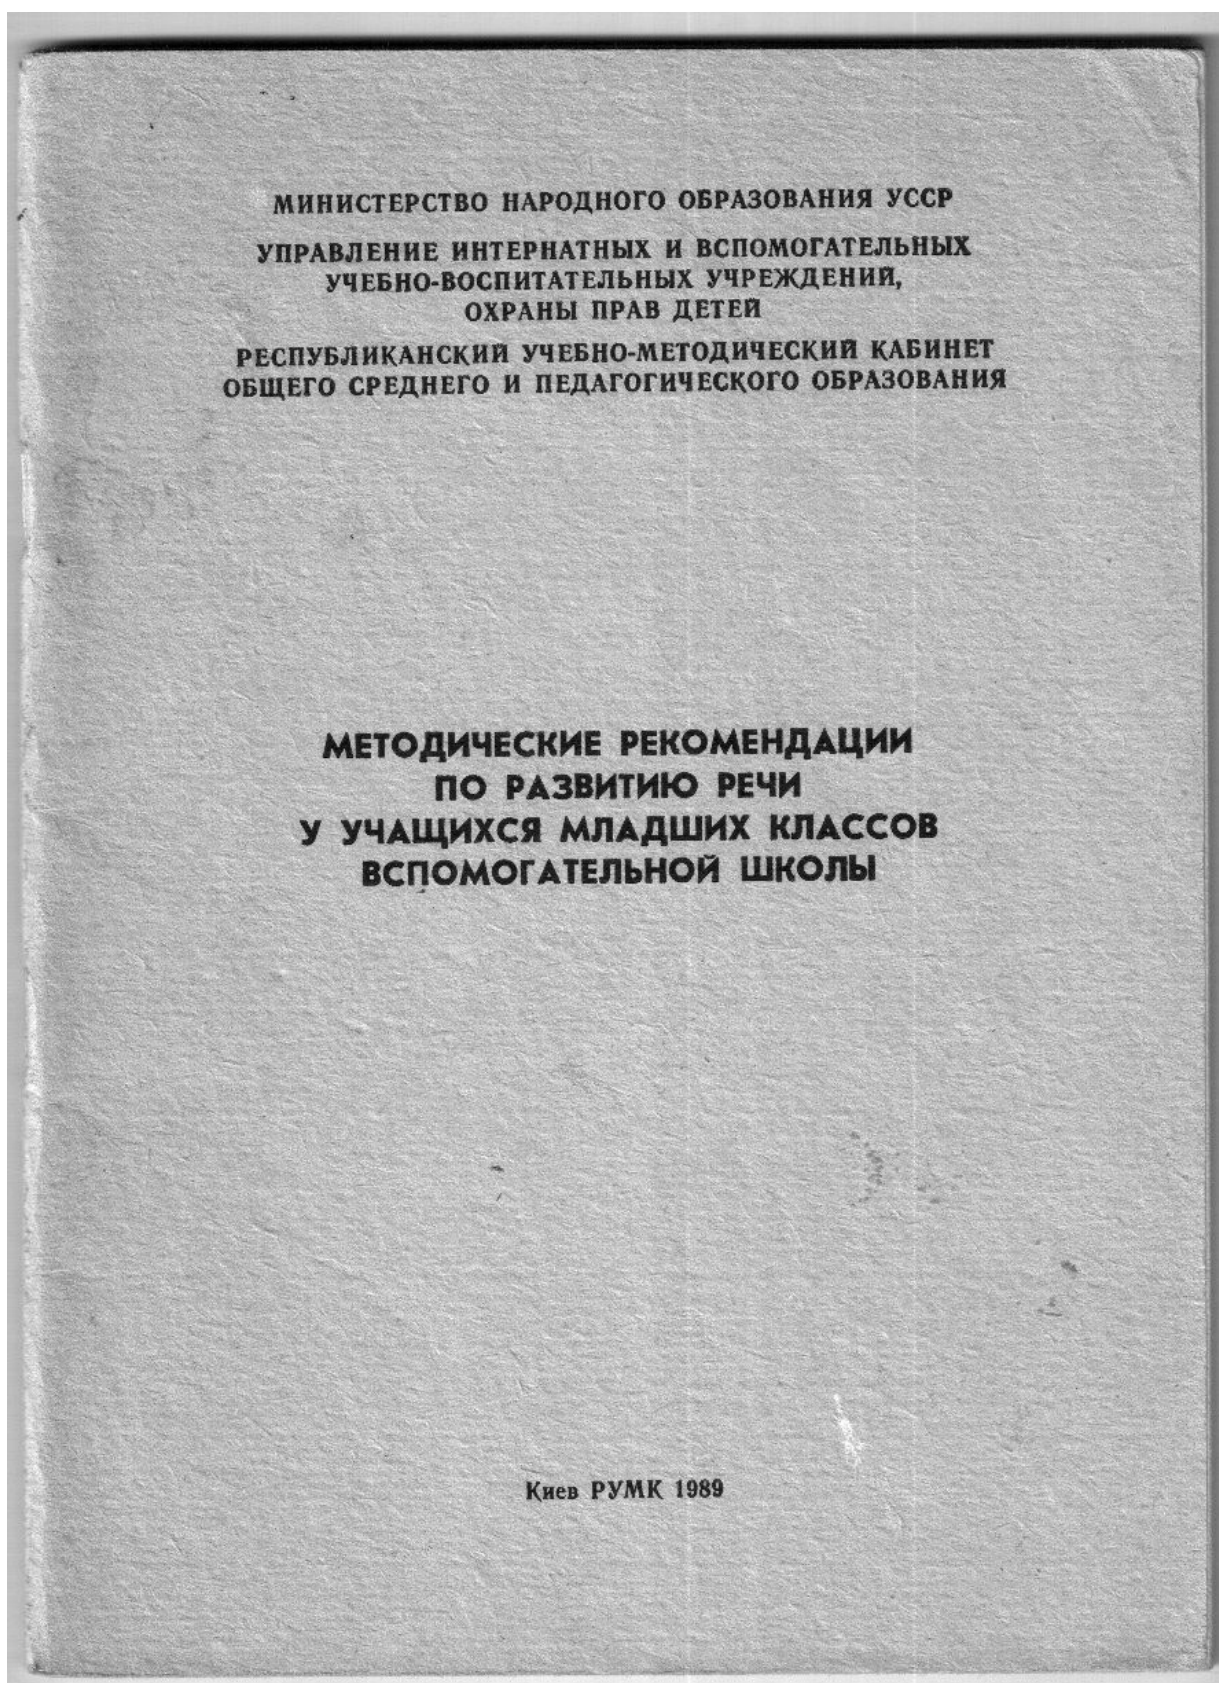 МИНИСТЕРСТВО НАРОДНОГО ОБРАЗОВАНИЯ УССР
УПРАВЛЕНИЕ ИНТЕРНАТНЫХ И ВСПОМОГАТЕЛЬНЫХ
УЧЕБНО-ВОСПИТАТЕЛЬНЫХ УЧРЕЖДЕНИЙ,
ОХРАНЫ ПРАВ ДЕТЕЙ
РЕСПУБЛИКАНСКИЙ УЧЕБНО-МЕТОДИЧЕСКИЙ КАБИНЕТ
ОБЩЕГО СРЕДНЕГО И ПЕДАГОГИЧЕСКОГО ОБРАЗОВАНИЯ
МЕТОДИЧЕСКИЕ РЕКОМЕНДАЦИИ
ПО РАЗВИТИЮ РЕЧИ
У УЧАЩИХСЯ МЛАДШИХ КЛАССОВ
ВСПОМОГАТЕЛЬНОЙ ШКОЛЫ
Киев РУМК 1989